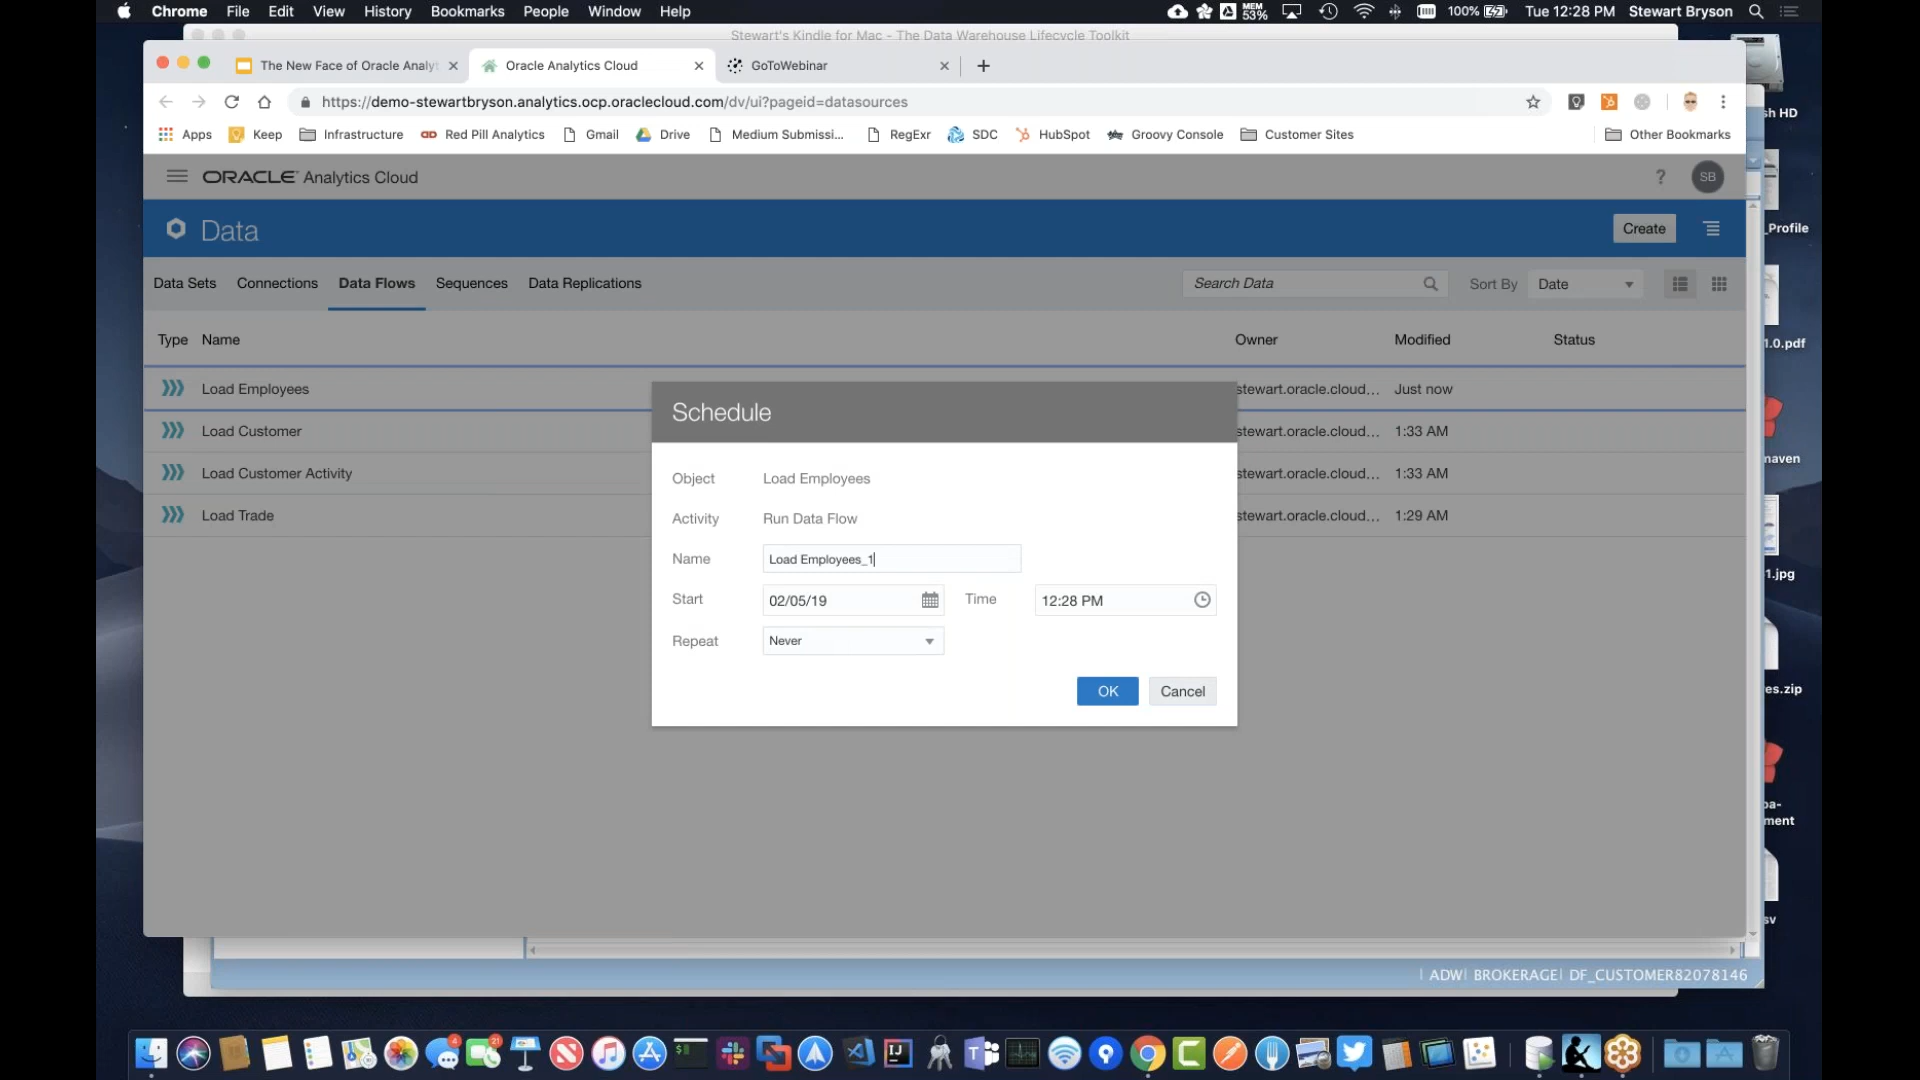 Chrome File Edit View History Bookmarks People Window Help MEM 53% 100% Tue 12:28 PM Stewart Bryson
Stewart's Kindle for Mac - The Data Warehouse Lifecycle Toolkit
The New Face of Oracle Analyt Oracle Analytics Cloud GoToWebinar
https://demo-stewartbryson.analytics.ocp.oraclecloud.com/dv/ui?pageid=datasources
Apps Keep Infrastructure Red Pill Analytics Gmail Drive Medium Submissi... RegExr SDC HubSpot Groovy Console Customer Sites Other Bookmarks
ORACLE Analytics Cloud ? SB
Data Create
Data Sets Connections Data Flows Sequences Data Replications Search Data Sort By Date
Type Name Owner Modified Status
Load Employees stewart.oracle.cloud... Just now
Load Customer stewart.oracle.cloud... 1:33 AM
Load Customer Activity stewart.oracle.cloud... 1:33 AM
Load Trade stewart.oracle.cloud... 1:29 AM
Schedule
Object Load Employees
Activity Run Data Flow
Name Load Employees_1
Start 02/05/19 Time 12:28 PM
Repeat Never
OK Cancel
sh HD
_Profile
1.0.pdf
maven
1.jpg
es.zip
ment
sv
ADW BROKERAGE DF_CUSTOMER82078146
4 21